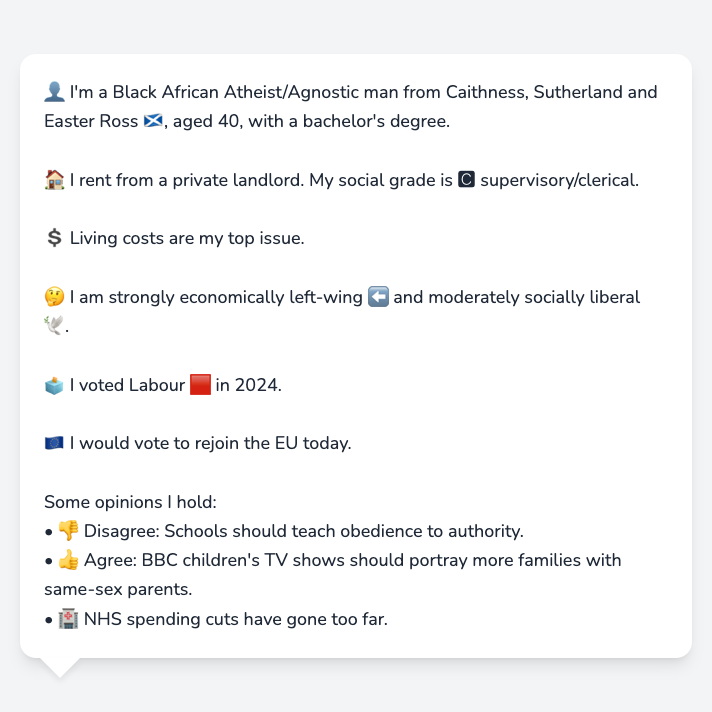 👤 I'm a Black African Atheist/Agnostic man from Caithness, Sutherland and
Easter Ross 🏴󠁧󠁢󠁳󠁣󠁴󠁿, aged 40, with a bachelor's degree.
🏠 I rent from a private landlord. My social grade is C supervisory/clerical.
💲 Living costs are my top issue.
🤔 I am strongly economically left-wing ⬅️ and moderately socially liberal
🕊️.
🗳️ I voted Labour 🟥 in 2024.
🇪🇺 I would vote to rejoin the EU today.
Some opinions I hold:
• 👎 Disagree: Schools should teach obedience to authority.
• 👍 Agree: BBC children's TV shows should portray more families with
same-sex parents.
• 🏥 NHS spending cuts have gone too far.